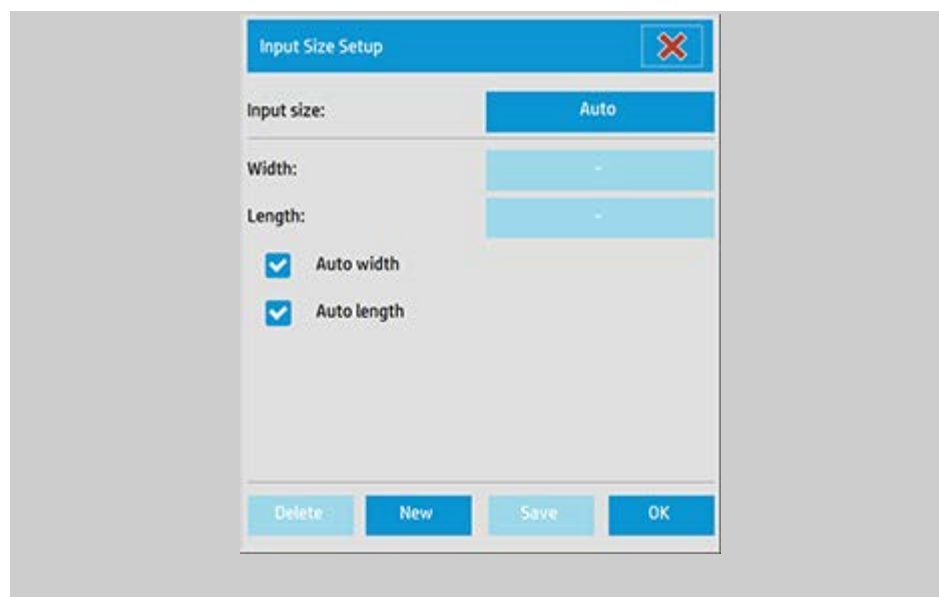 Input Size Setup
Input size: Auto
Width: -
Length: -
Auto width
Auto length
Delete New Save OK